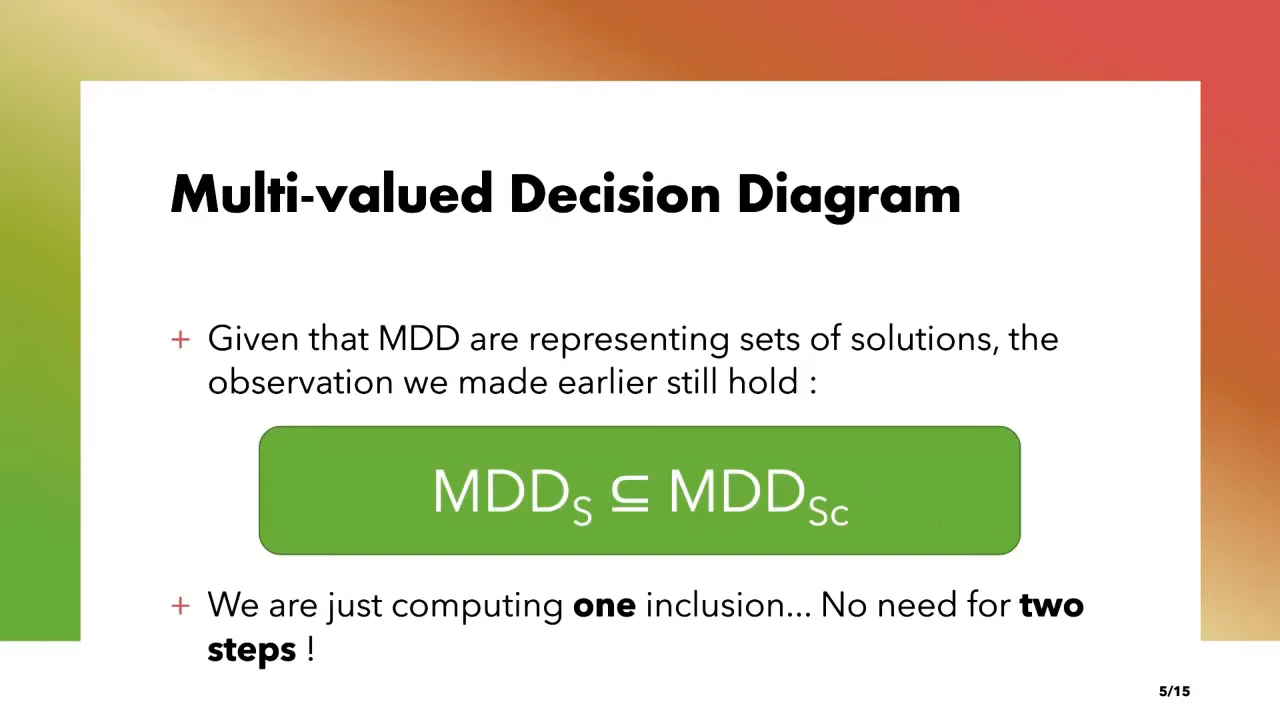 Multi-valued Decision Diagram
+ Given that MDD are representing sets of solutions, the
observation we made earlier still hold :
MDD_S ⊆ MDD_Sc
+ We are just computing one inclusion... No need for two
steps !
5/15